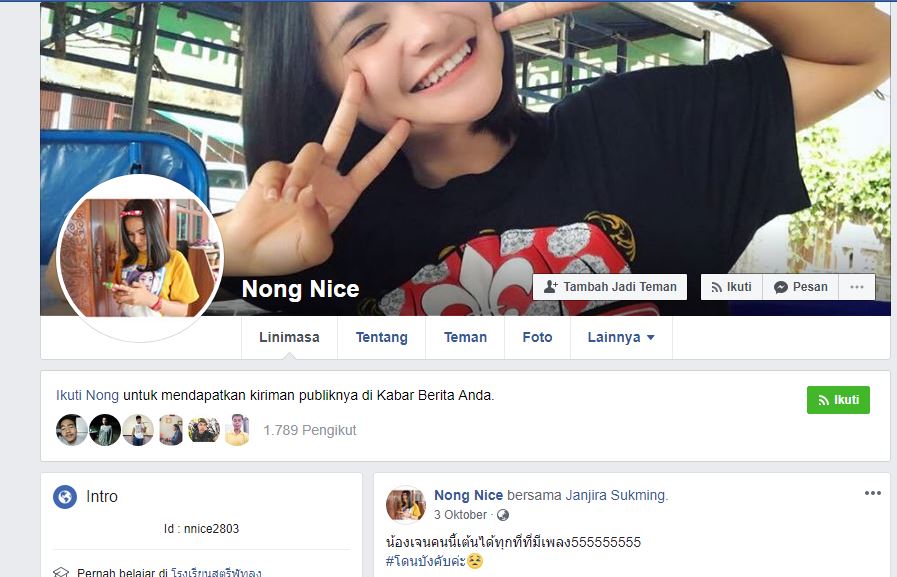 Nong Nice
Tambah Jadi Teman
Ikuti
Pesan
Linimasa
Tentang
Teman
Foto
Lainnya
Ikuti Nong untuk mendapatkan kiriman publiknya di Kabar Berita Anda.
Ikuti
1.789 Pengikut
Intro
Id : nnice2803
Pernah belajar di โรงเรียนสตรีพัทลุง
Nong Nice bersama Janjira Sukming.
3 Oktober ·
น้องเจนคนนี้เต้นได้ทุกที่ที่มีเพลง555555555
#โดนบังคับค่ะ🥺